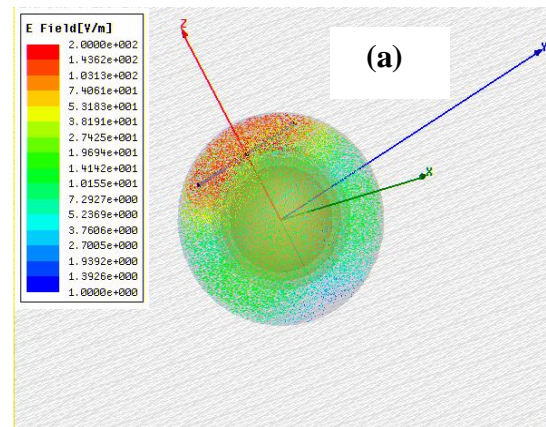 E Field[V/m]
2.0000e+002
1.4362e+002
1.0313e+002
7.4061e+001
5.3183e+001
3.8191e+001
2.7425e+001
1.9694e+001
1.4142e+001
1.0155e+001
7.2927e+000
5.2369e+000
3.7606e+000
2.7005e+000
1.9392e+000
1.3926e+000
1.0000e+000
Z
(a)
Y
X